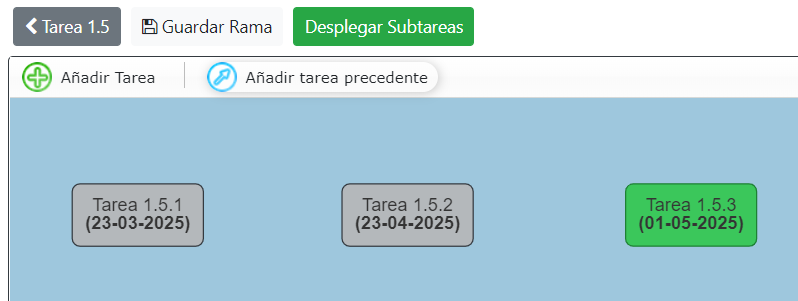 Tarea 1.5
Guardar Rama
Desplegar Subtareas
Añadir Tarea
Añadir tarea precedente
Tarea 1.5.1
(23-03-2025)
Tarea 1.5.2
(23-04-2025)
Tarea 1.5.3
(01-05-2025)